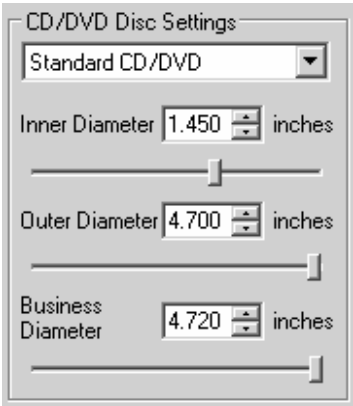 CD/DVD Disc Settings
Standard CD/DVD
Inner Diameter 1.450 inches
Outer Diameter 4.700 inches
Business
Diameter 4.720 inches